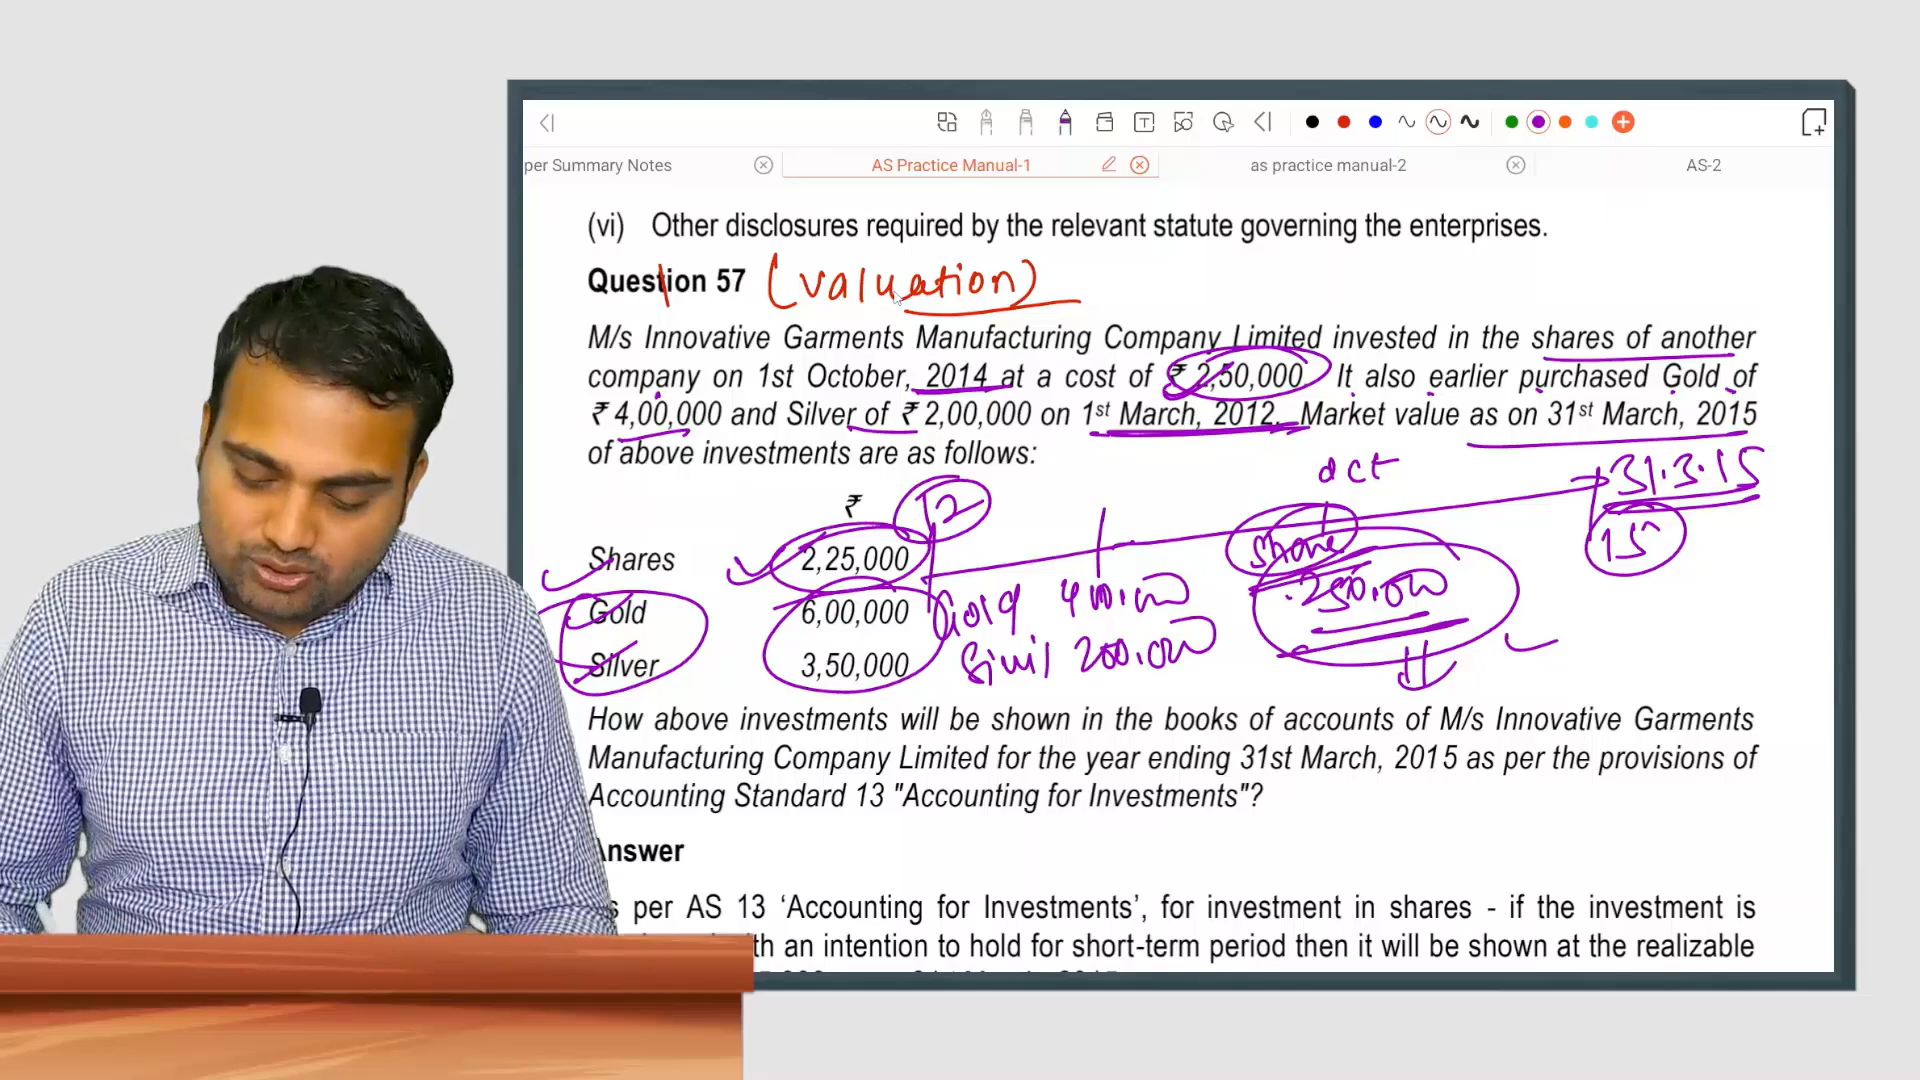 per Summary Notes
AS Practice Manual-1
as practice manual-2
AS-2
(vi) Other disclosures required by the relevant statute governing the enterprises.
Question 57 (valuation)
M/s Innovative Garments Manufacturing Company Limited invested in the shares of another
company on 1st October, 2014 at a cost of ₹ 2,50,000. It also earlier purchased Gold of
₹ 4,00,000 and Silver of ₹ 2,00,000 on 1st March, 2012. Market value as on 31st March, 2015
of above investments are as follows:
oct
31.3.15
₹
12
Shares 2,25,000
share
15
Gold 6,00,000
Gold 400,000
250,000
Silver 3,50,000
200,000
How above investments will be shown in the books of accounts of M/s Innovative Garments
Manufacturing Company Limited for the year ending 31st March, 2015 as per the provisions of
Accounting Standard 13 "Accounting for Investments"?
Answer
per AS 13 ‘Accounting for Investments’, for investment in shares - if the investment is
an intention to hold for short-term period then it will be shown at the realizable